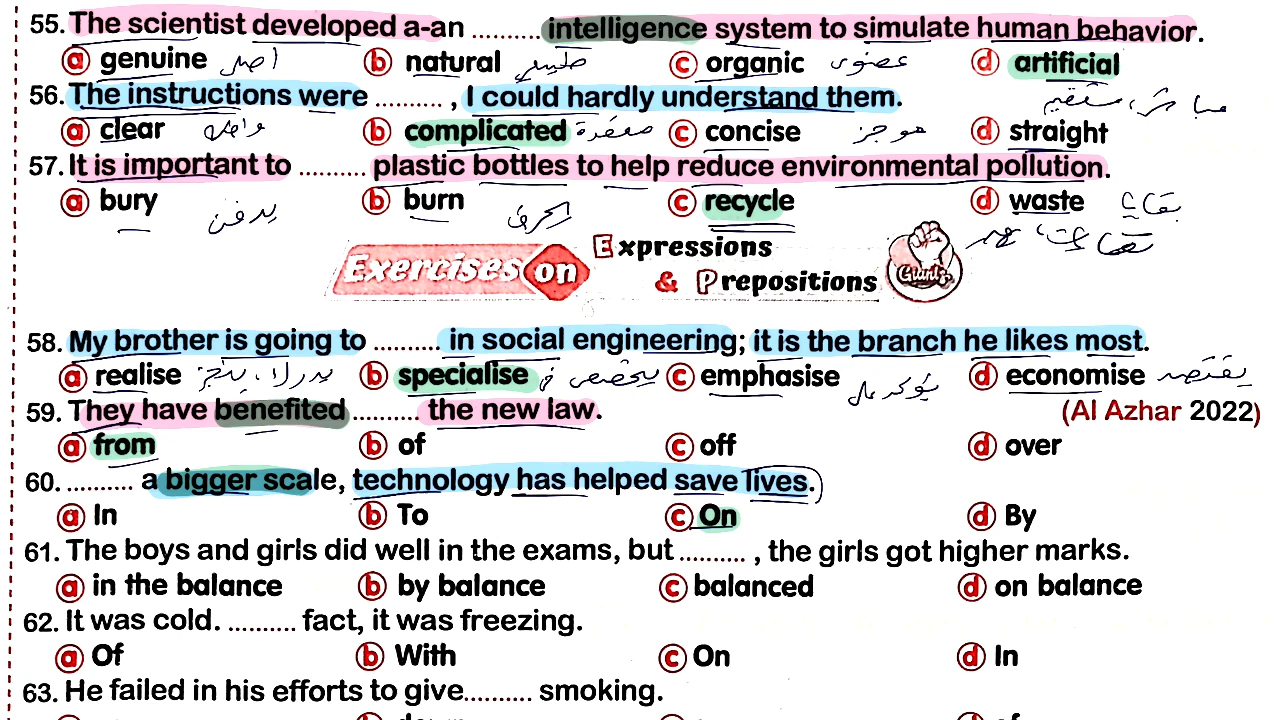 55. The scientist developed a-an .......... intelligence system to simulate human behavior.
a genuine b natural طبيعي c organic عضوى d artificial
56. The instructions were .........., I could hardly understand them.
a clear واضحة b complicated معقدة c concise موجز d straight مباشر، مستقيم
57. It is important to .......... plastic bottles to help reduce environmental pollution.
a bury يدفن b burn c recycle d waste
Exercises on Expressions & Prepositions Giants
58. My brother is going to .......... in social engineering; it is the branch he likes most.
a realise b specialise يتخصص فى c emphasise d economise يقتصد
59. They have benefited .......... the new law. (Al Azhar 2022)
a from b of c off d over
60. .......... a bigger scale, technology has helped save lives.
a In b To c On d By
61. The boys and girls did well in the exams, but .........., the girls got higher marks.
a in the balance b by balance c balanced d on balance
62. It was cold. .......... fact, it was freezing.
a Of b With c On d In
63. He failed in his efforts to give.......... smoking.